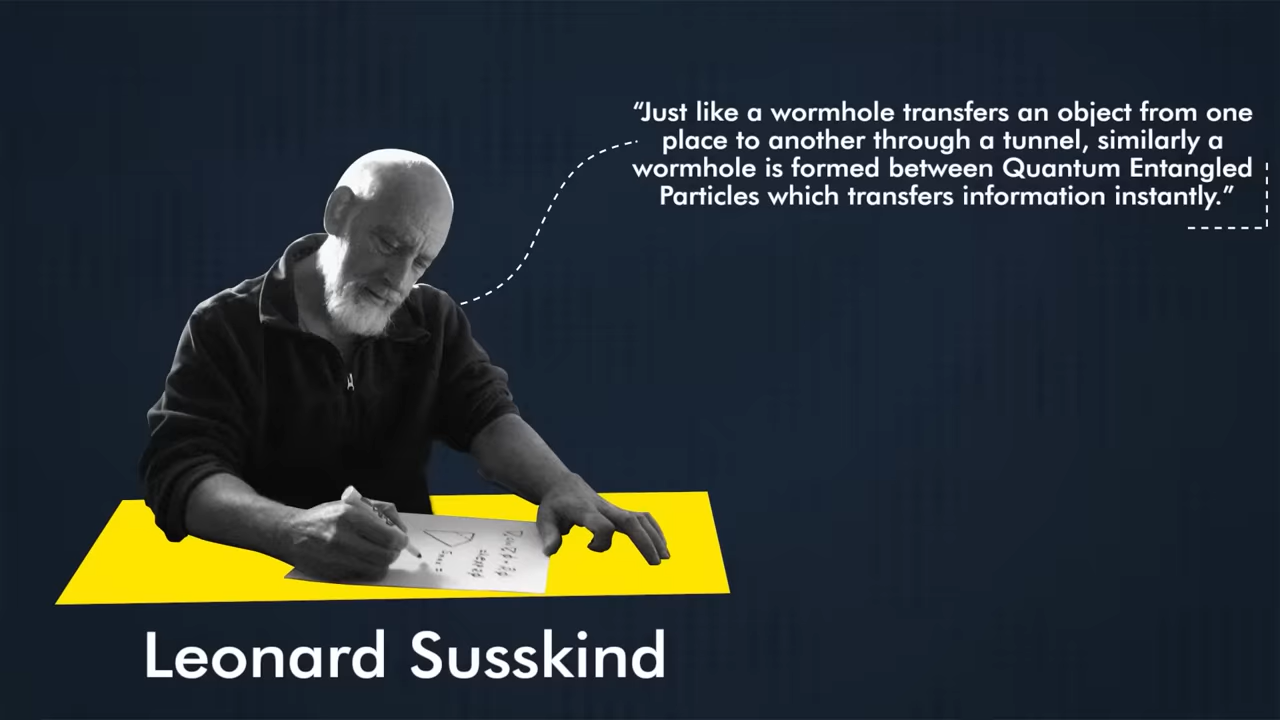 “Just like a wormhole transfers an object from one
place to another through a tunnel, similarly a
wormhole is formed between Quantum Entangled
Particles which transfers information instantly.”
Leonard Susskind